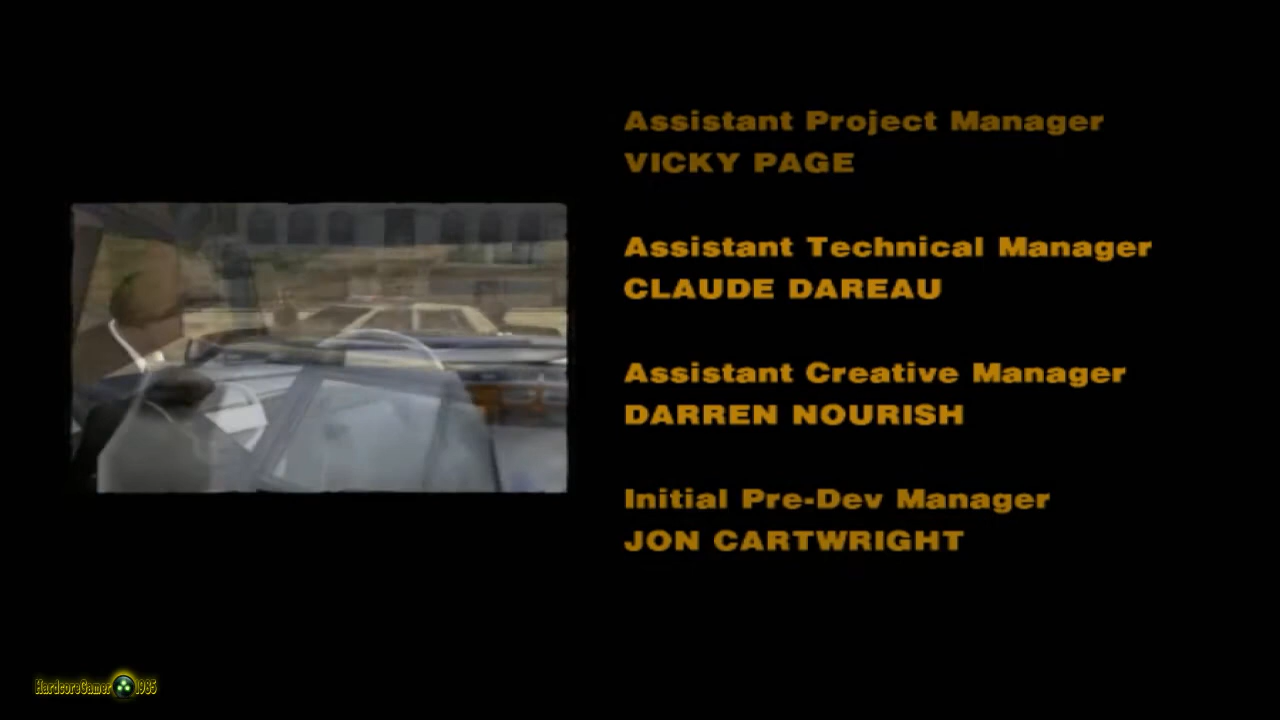 Assistant Project Manager
VICKY PAGE
Assistant Technical Manager
CLAUDE DAREAU
Assistant Creative Manager
DARREN NOURISH
Initial Pre-Dev Manager
JON CARTWRIGHT
HardcoreGamer 1985